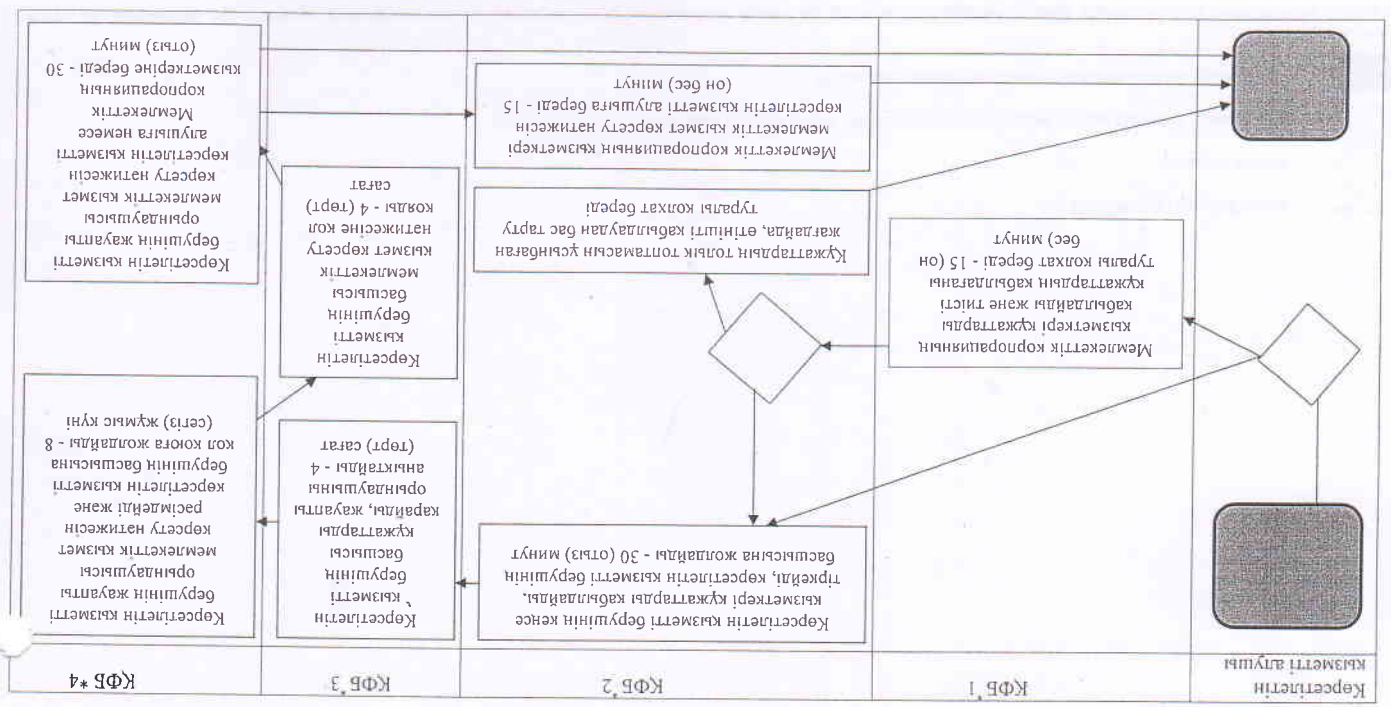 Көрсетілетін
қызметті алушы
ҚФБ*1
ҚФБ*2
ҚФБ*3
ҚФБ *4
Көрсетілетін қызметті берушінің кеңсе
қызметкері құжаттарды қабылдайды,
тіркейді, көрсетілетін қызметті берушінің
басшысына жолдайды - 30 (отыз) минут
Көрсетілетін
қызметті
берушінің
басшысы
құжаттарды
қарайды, жауапты
орындаушыны
анықтайды - 4
(төрт) сағат
Көрсетілетін қызметті
берушінің жауапты
орындаушысы
мемлекеттік қызмет
көрсету нәтижесін
рәсімдейді және
көрсетілетін қызметті
берушінің басшысына
қол қоюға жолдайды - 8
(сегіз) жұмыс күні
Мемлекеттік корпорацияның
қызметкері құжаттарды
қабылдайды және тиісті
құжаттардың қабылдағаны
туралы қолхат береді - 15 (он
бес) минут
Құжаттардың толық топтамасын ұсынбаған
жағдайда, өтінішті қабылдаудан бас тарту
туралы қолхат береді
Мемлекеттік корпорацияның қызметкері
мемлекеттік қызмет көрсету нәтижесін
көрсетілетін қызметті алушыға береді - 15
(он бес) минут
Көрсетілетін
қызметті
берушінің
басшысы
мемлекеттік
қызмет көрсету
нәтижесіне қол
қояды - 4 (төрт)
сағат
Көрсетілетін қызметті
берушінің жауапты
орындаушысы
мемлекеттік қызмет
көрсету нәтижесін
көрсетілетін қызметті
алушыға немесе
Мемлекеттік
корпорацияның
қызметкеріне береді - 30
(отыз) минут